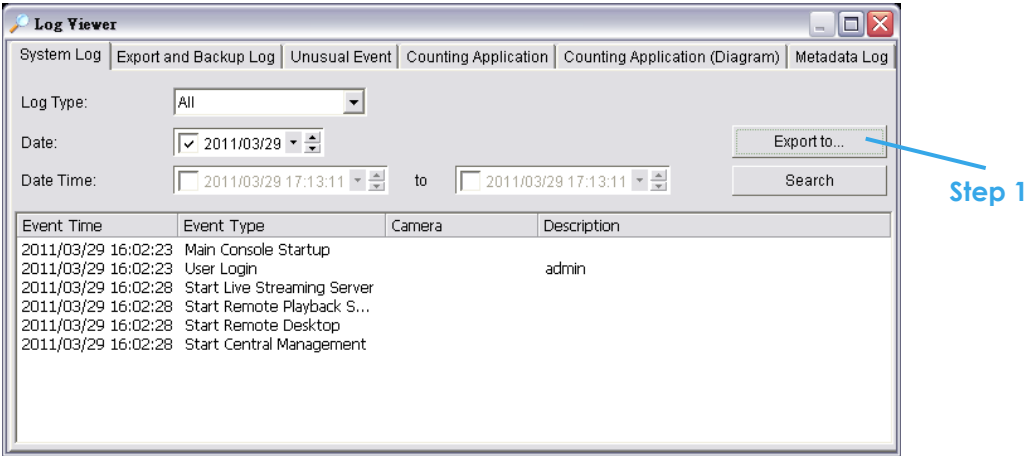 Log Viewer
System Log Export and Backup Log Unusual Event Counting Application Counting Application (Diagram) Metadata Log
Log Type: All
Date: 2011/03/29 Export to...
Date Time: 2011/03/29 17:13:11 to 2011/03/29 17:13:11 Search
Step 1
Event Time Event Type Camera Description
2011/03/29 16:02:23 Main Console Startup
2011/03/29 16:02:23 User Login admin
2011/03/29 16:02:28 Start Live Streaming Server
2011/03/29 16:02:28 Start Remote Playback S...
2011/03/29 16:02:28 Start Remote Desktop
2011/03/29 16:02:28 Start Central Management